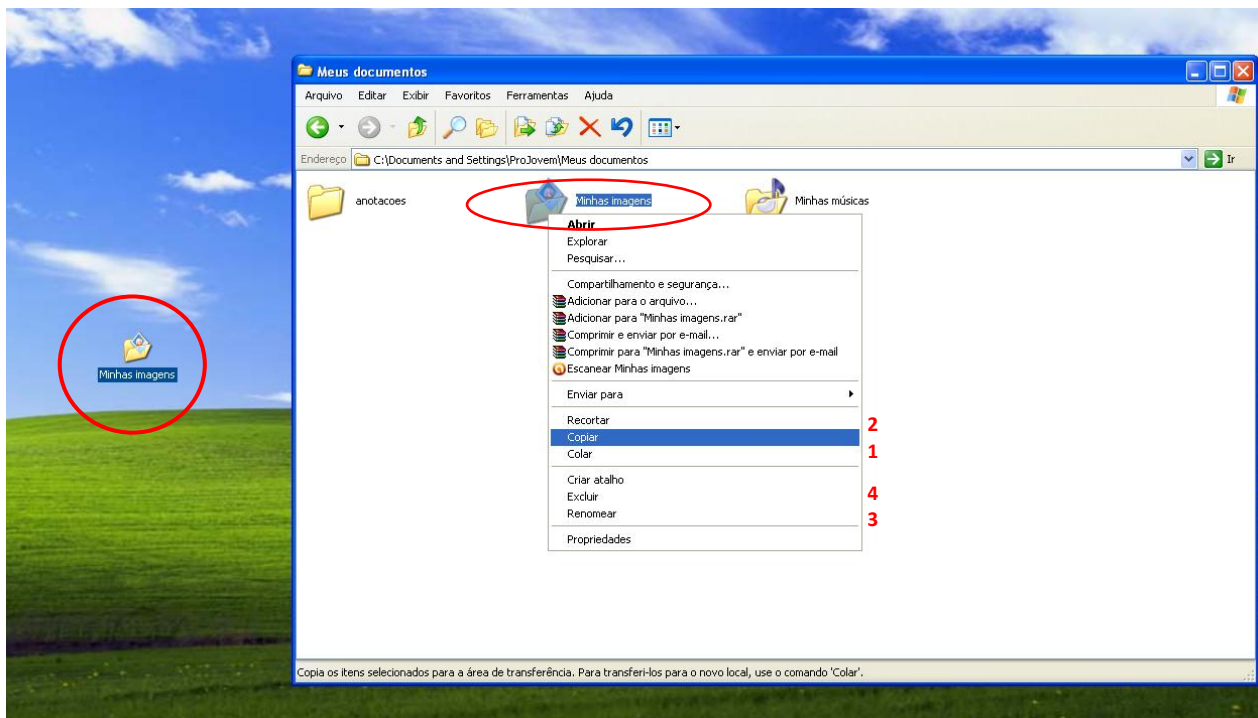 Meus documentos
Arquivo Editar Exibir Favoritos Ferramentas Ajuda
Endereço C:\Documents and Settings\ProJovem\Meus documentos Ir
anotacoes Minhas imagens Minhas músicas
Abrir
Explorar
Pesquisar...
Compartilhamento e segurança...
Adicionar para o arquivo...
Adicionar para "Minhas imagens.rar"
Comprimir e enviar por e-mail...
Comprimir para "Minhas imagens.rar" e enviar por e-mail
Escanear Minhas imagens
Minhas imagens
Enviar para
Recortar 2
Copiar
Colar 1
Criar atalho
Excluir 4
Renomear 3
Propriedades
Copia os itens selecionados para a área de transferência. Para transferi-los para o novo local, use o comando 'Colar'.